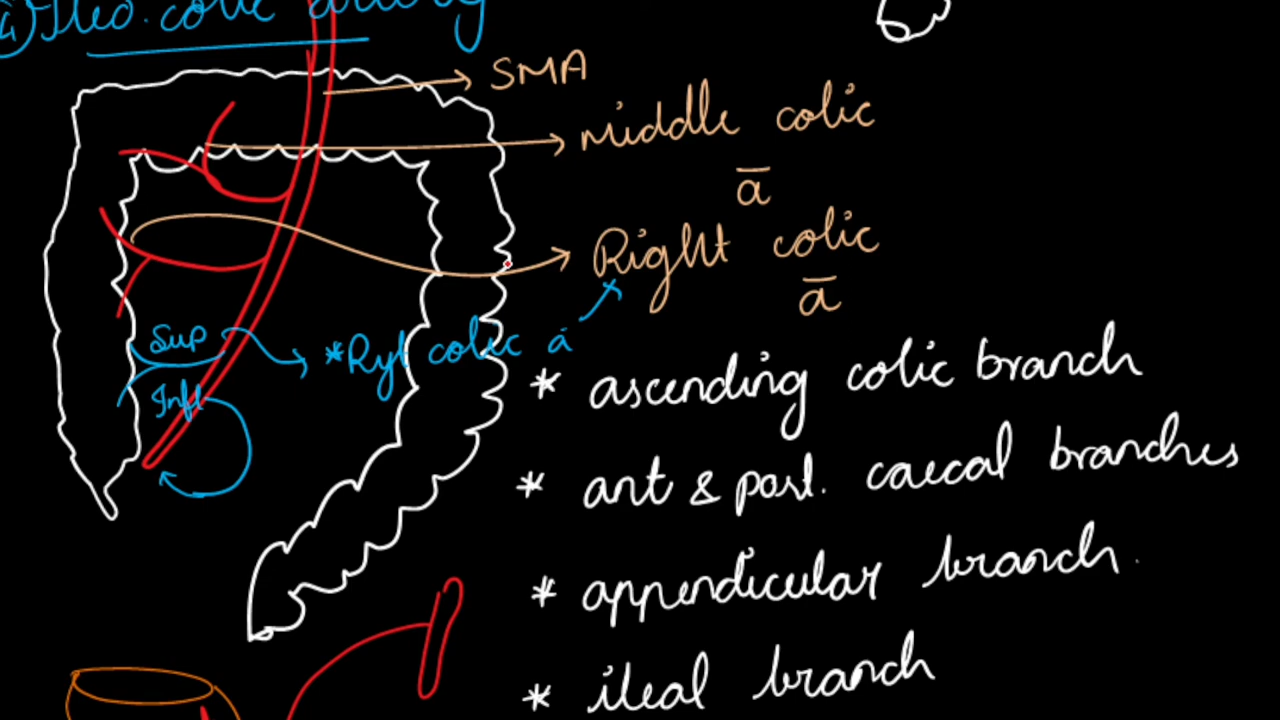 a) Ileo. colic artery
SMA
middle colic
a̅
Right colic
a̅
Sup
*Ryt colic a
Inf
* ascending colic branch
* ant & post. caecal branches
* appendicular branch.
* ileal branch